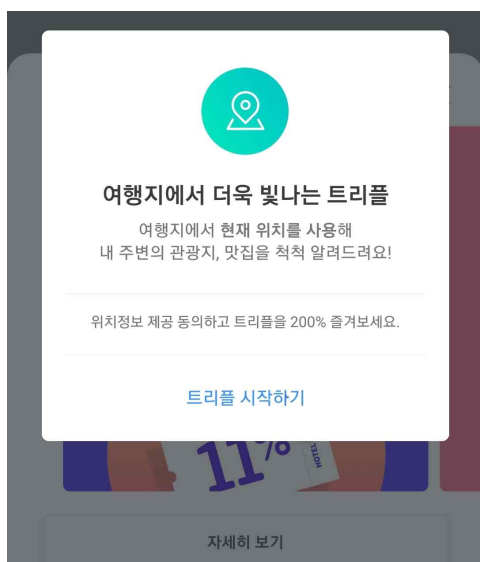 여행지에서 더욱 빛나는 트리플
여행지에서 현재 위치를 사용해
내 주변의 관광지, 맛집을 척척 알려드려요!
위치정보 제공 동의하고 트리플을 200% 즐겨보세요.
트리플 시작하기
11%
HOTEL
자세히 보기